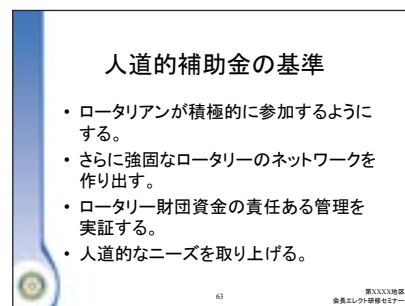 人道的補助金の基準
• ロータリアンが積極的に参加するように
する。
• さらに強固なロータリーのネットワークを
作り出す。
• ロータリー財団資金の責任ある管理を
実証する。
• 人道的なニーズを取り上げる。
63
第XXXX地区
会長エレクト研修セミナー